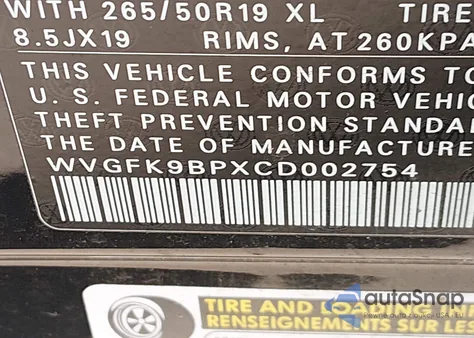 WITH 265/50R19 XL TIRE
8.5JX19 RIMS, AT 260KPA
THIS VEHICLE CONFORMS TO
U. S. FEDERAL MOTOR VEHIC
THEFT PREVENTION STANDA
THE DATE OF MANUFACTURE
WVGFK9BPXCD002754
TIRE AND LOADING
RENSEIGNEMENTS SUR LE
autoSnap